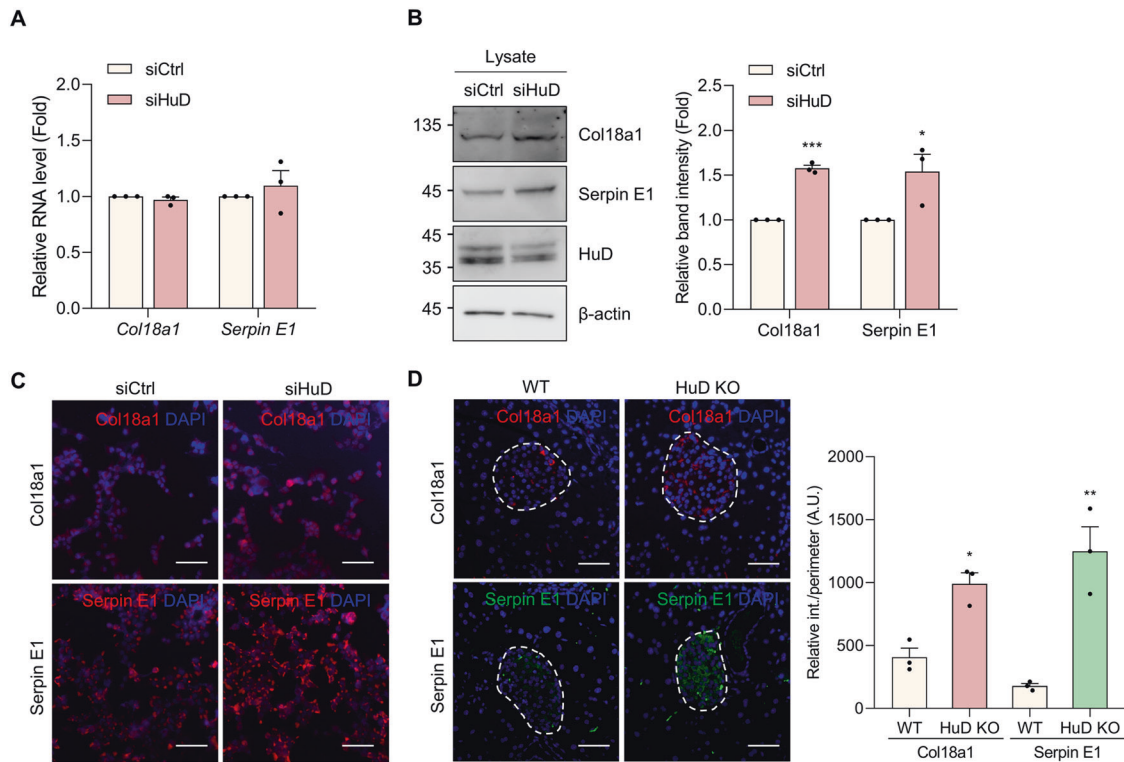 A
siCtrl
siHuD
Relative RNA level (Fold)
2.0
1.5
1.0
0.5
0.0
Col18a1 Serpin E1
B
Lysate
siCtrl siHuD
135
Col18a1
45
Serpin E1
45
35
HuD
45
β-actin
siCtrl
siHuD
Relative band intensity (Fold)
2.0
1.5
1.0
0.5
0.0
***
*
Col18a1 Serpin E1
C
siCtrl siHuD
Col18a1
Col18a1 DAPI
Col18a1 DAPI
Serpin E1
Serpin E1 DAPI
Serpin E1 DAPI
D
WT HuD KO
Col18a1
Col18a1 DAPI
Col18a1 DAPI
Serpin E1
Serpin E1 DAPI
Serpin E1 DAPI
Relative int./perimeter (A.U.)
2000
1500
1000
500
0
*
**
WT HuD KO WT HuD KO
Col18a1 Serpin E1